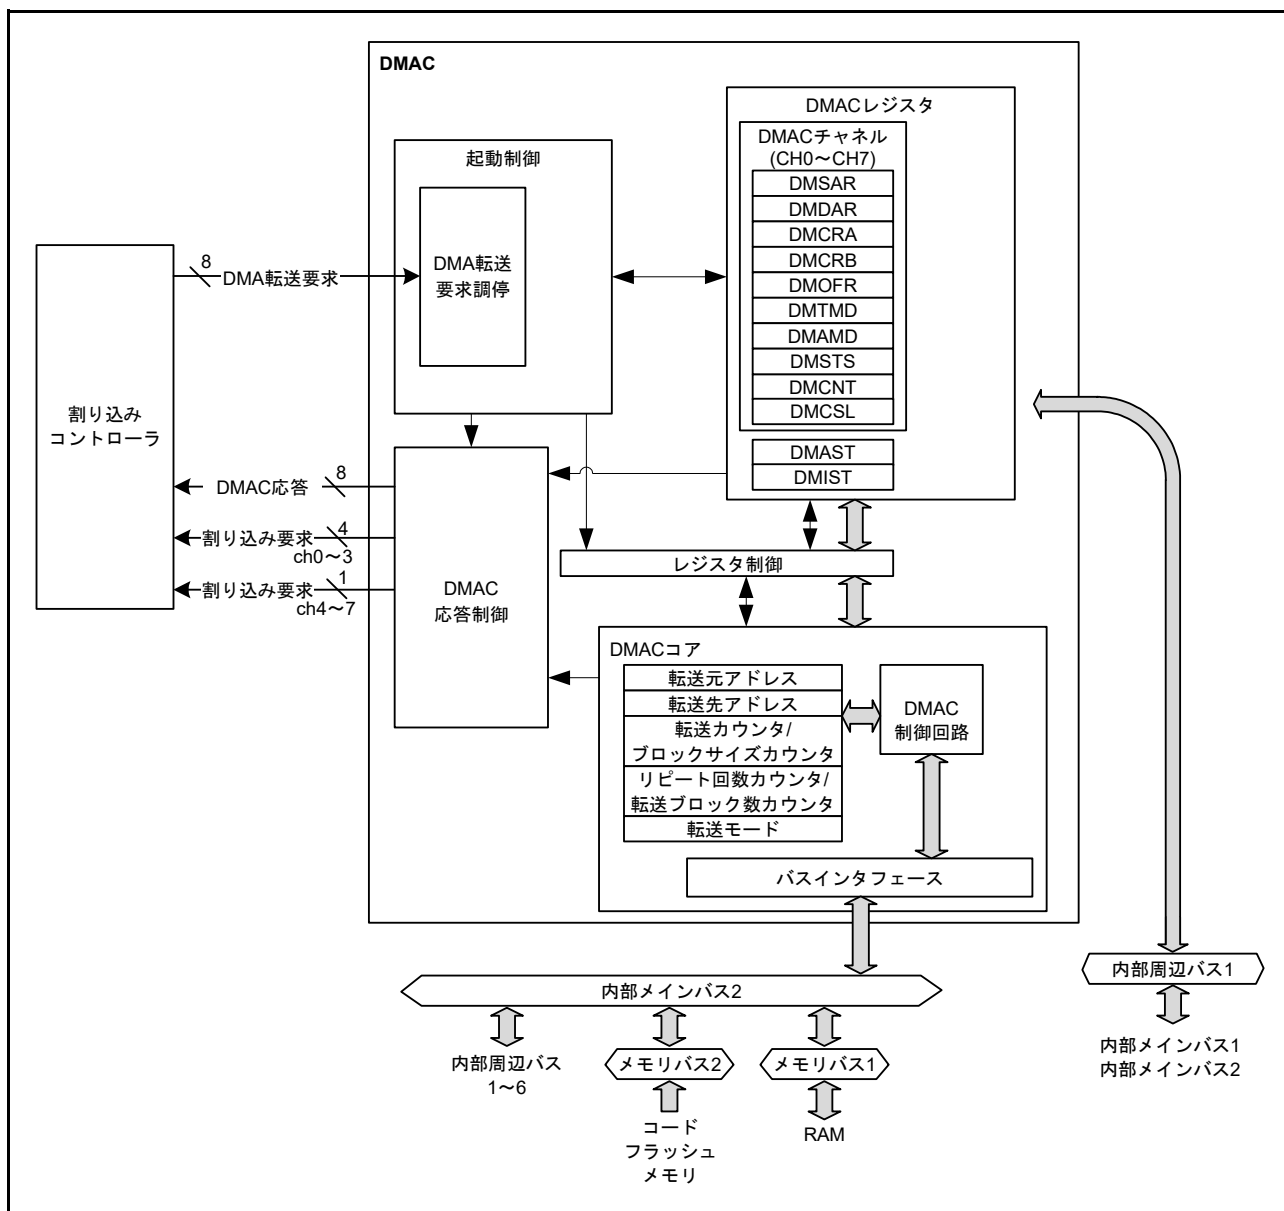 DMAC
DMACレジスタ
DMACチャネル
(CH0～CH7)
DMSAR
DMDAR
DMCRA
DMCRB
DMOFR
DMTMD
DMAMD
DMSTS
DMCNT
DMCSL
DMAST
DMIST
起動制御
DMA転送
要求調停
8
DMA転送要求
割り込み
コントローラ
DMAC応答
8
割り込み要求
4
ch0～3
割り込み要求
1
ch4～7
DMAC
応答制御
レジスタ制御
DMACコア
転送元アドレス
転送先アドレス
転送カウンタ/
ブロックサイズカウンタ
リピート回数カウンタ/
転送ブロック数カウンタ
転送モード
DMAC
制御回路
バスインタフェース
内部メインバス2
内部周辺バス
1～6
メモリバス2
コード
フラッシュ
メモリ
メモリバス1
RAM
内部周辺バス1
内部メインバス1
内部メインバス2